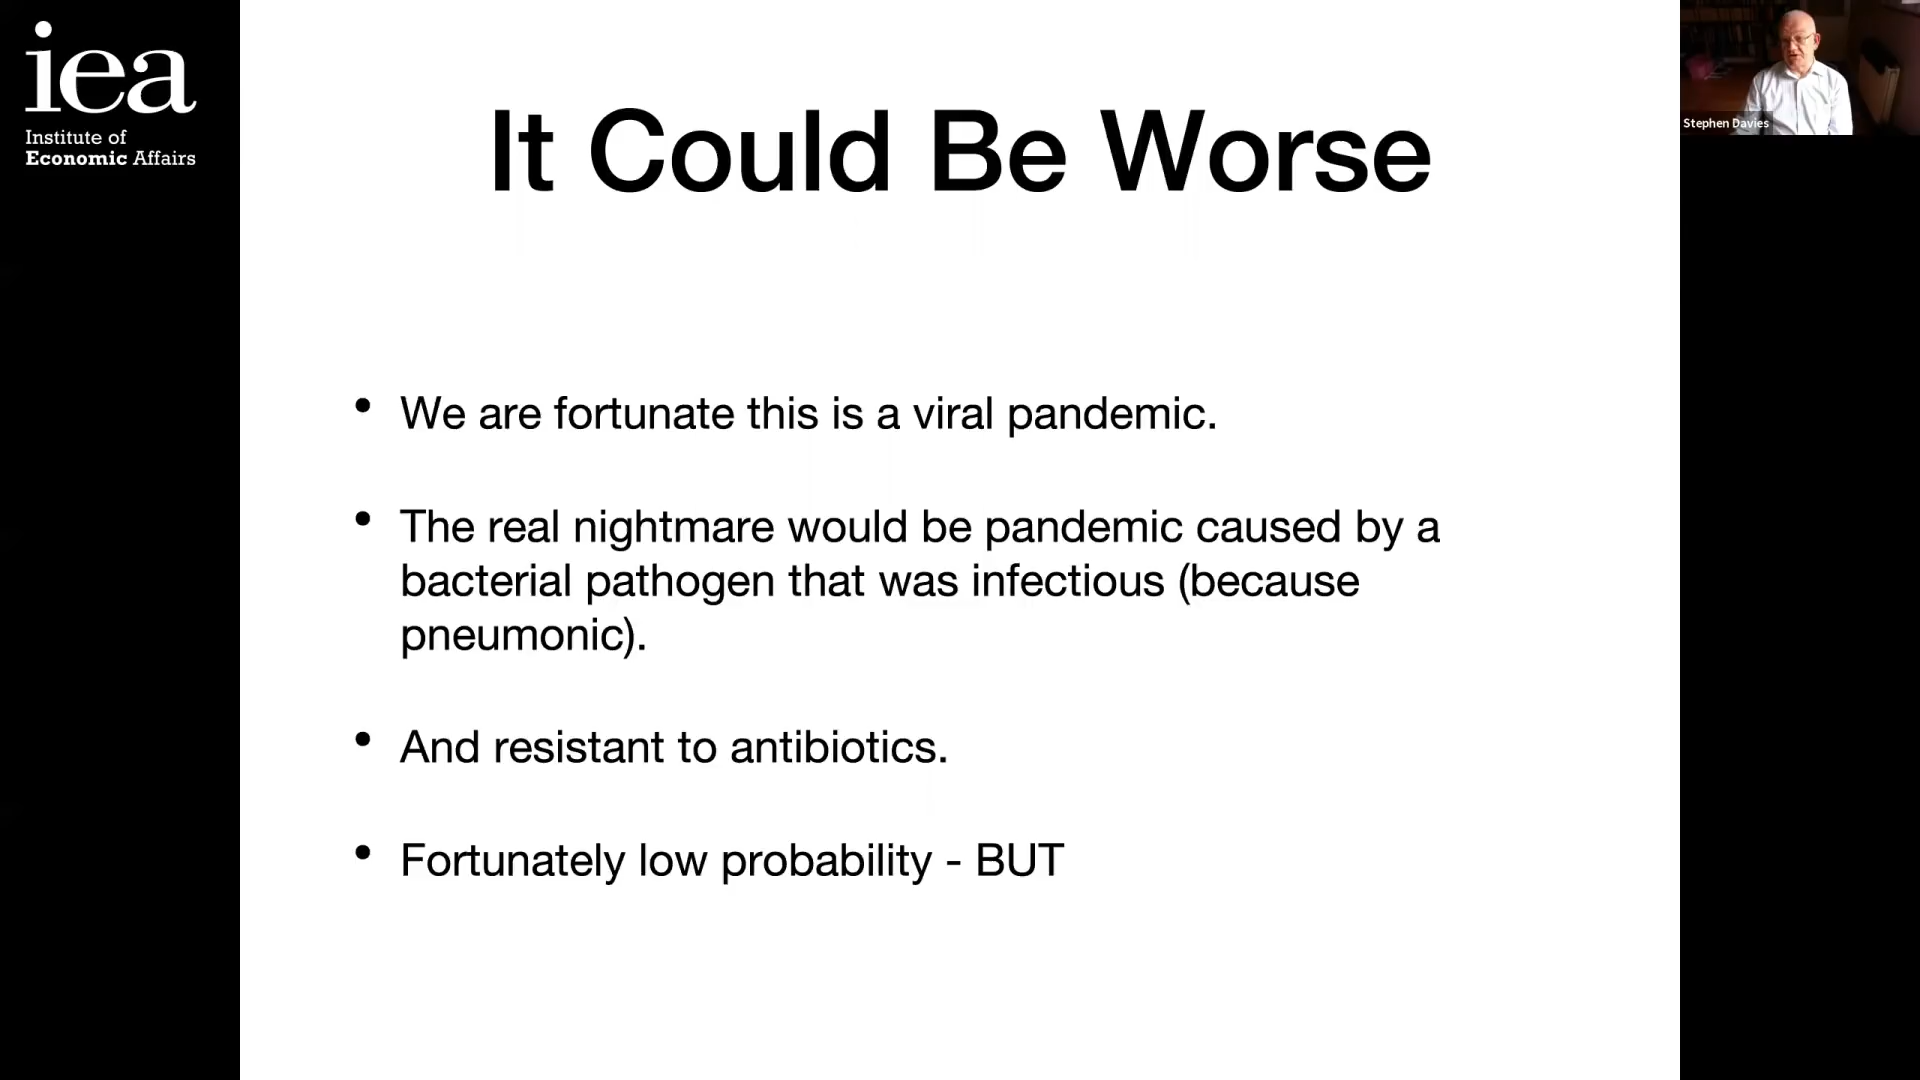 iea
Institute of
Economic Affairs
Stephen Davies
It Could Be Worse
• We are fortunate this is a viral pandemic.
• The real nightmare would be pandemic caused by a
bacterial pathogen that was infectious (because
pneumonic).
• And resistant to antibiotics.
• Fortunately low probability - BUT